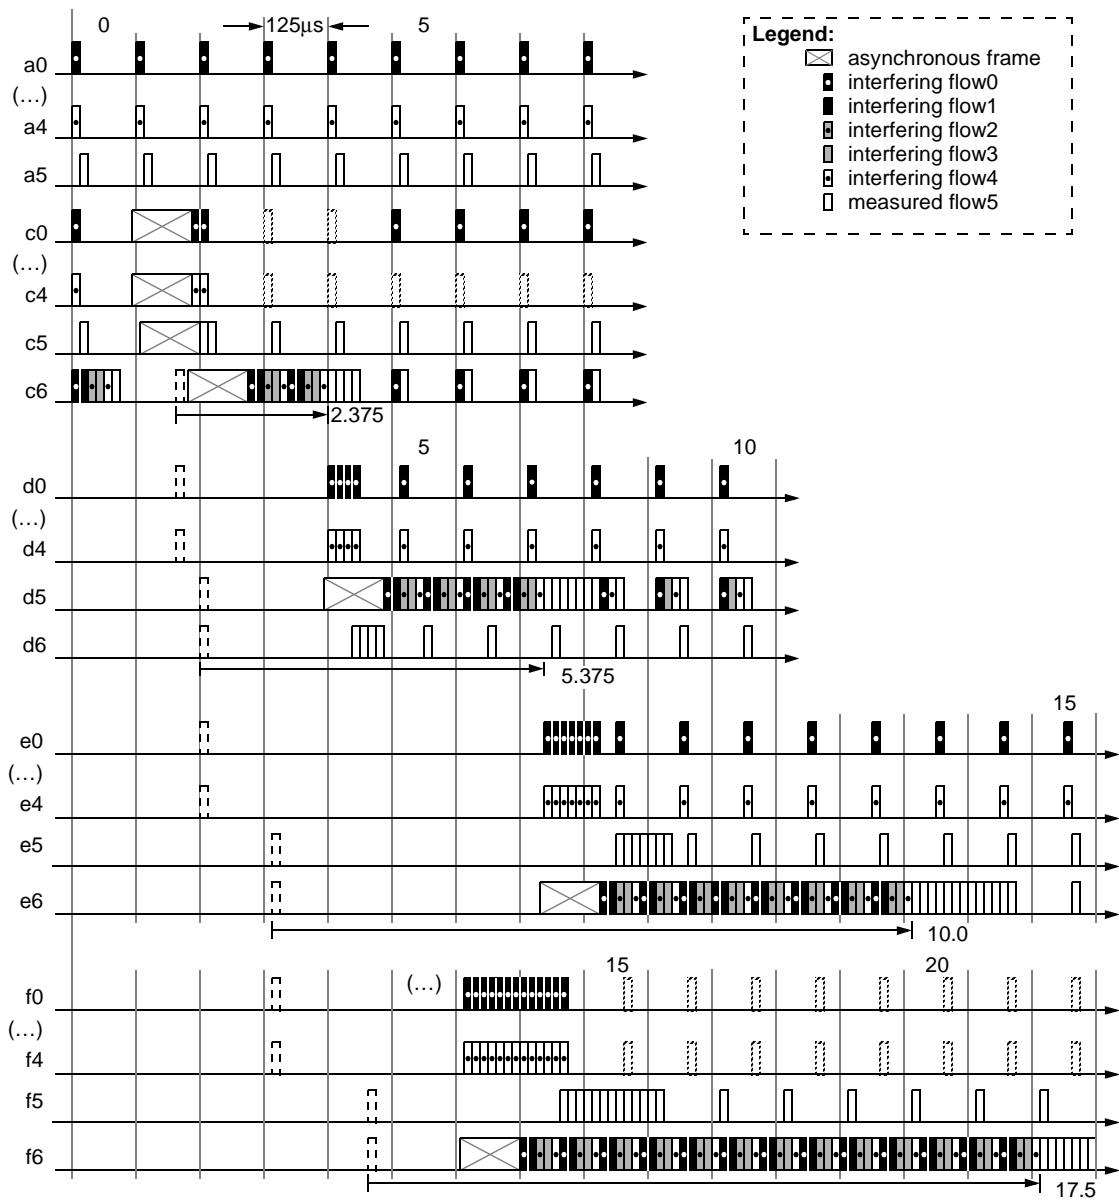 0
125μs
5
a0
(...)
a4
a5
c0
(...)
c4
c5
c6
2.375
Legend:
asynchronous frame
interfering flow0
interfering flow1
interfering flow2
interfering flow3
interfering flow4
measured flow5
5
10
d0
(...)
d4
d5
d6
5.375
15
e0
(...)
e4
e5
e6
10.0
15
20
f0
(...)
(...)
f4
f5
f6
17.5